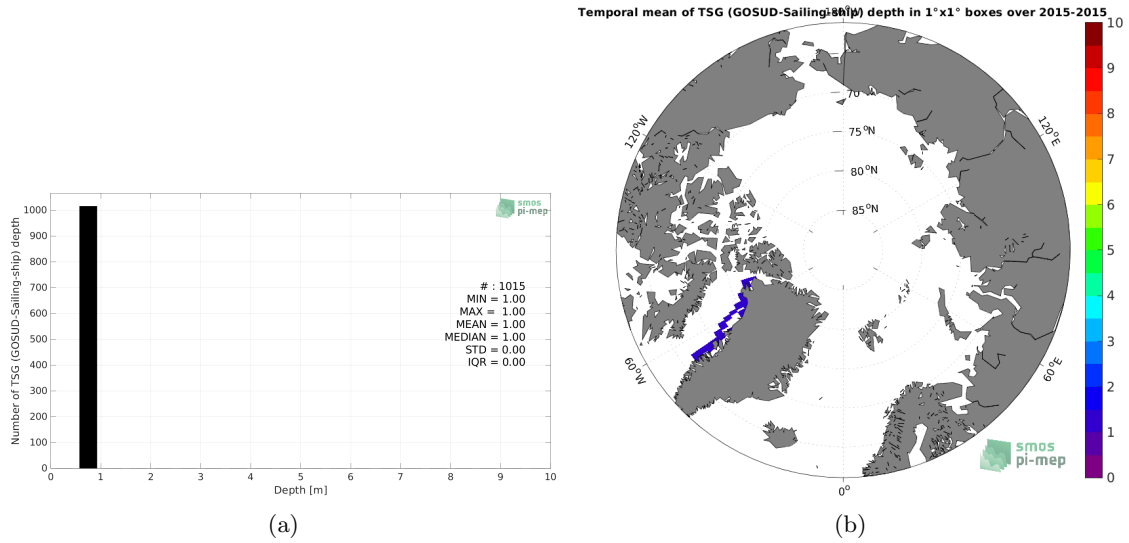 Temporal mean of TSG (GOSUD-Sailing-ship) depth in 1°x1° boxes over 2015-2015
Number of TSG (GOSUD-Sailing-ship) depth
1000
900
800
700
600
500
400
300
200
100
0
smos
pi-mep
# : 1015
MIN = 1.00
MAX = 1.00
MEAN = 1.00
MEDIAN = 1.00
STD = 0.00
IQR = 0.00
0 1 2 3 4 5 6 7 8 9 10
Depth [m]
(a)
180°W
120°W
120°E
70°N
75°N
80°N
85°N
60°W
60°E
0°
smos
pi-mep
10
9
8
7
6
5
4
3
2
1
0
(b)